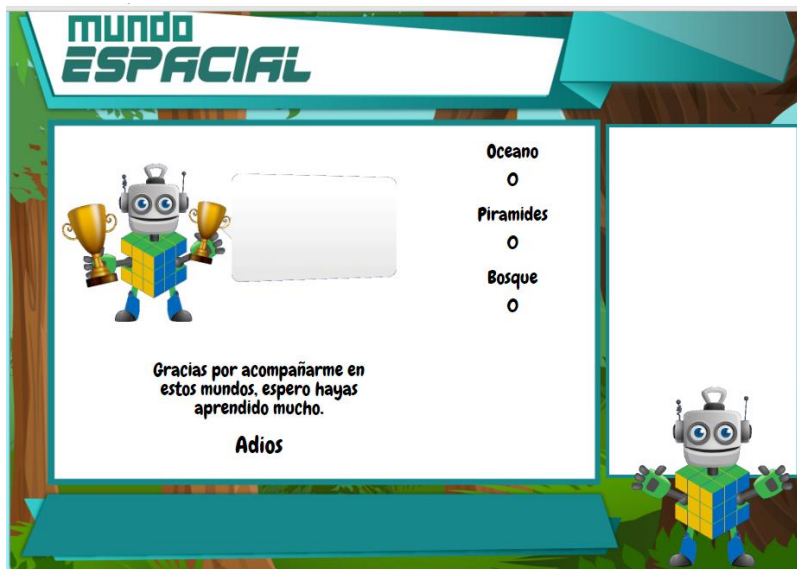 mundo
ESPACIAL
Oceano
0
Piramides
0
Bosque
0
Gracias por acompañarme en
estos mundos, espero hayas
aprendido mucho.
Adios